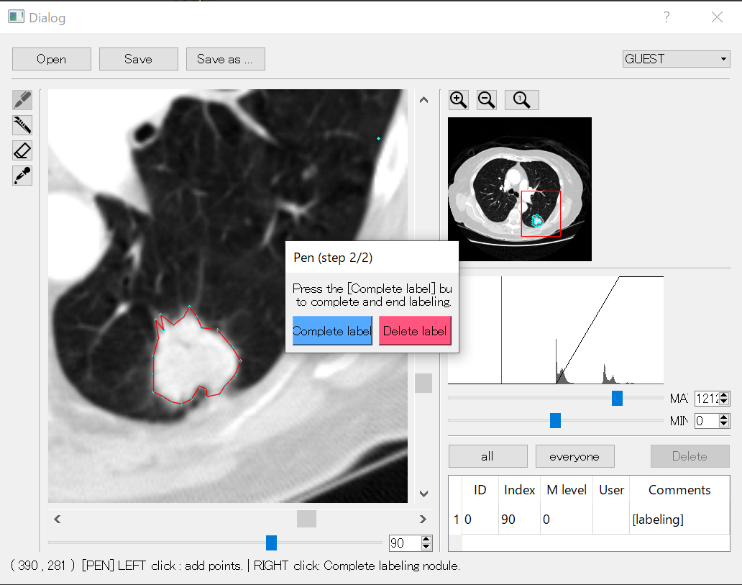 Dialog
Open
Save
Save as ...
GUEST
Pen (step 2/2)
Press the [Complete label] bu
to complete and end labeling.
Complete label
Delete label
MA
1212
MIN
0
all
everyone
Delete
ID
Index
M level
User
Comments
1
0
90
0
[labeling]
90
( 390 , 281 ) [PEN] LEFT click : add points. | RIGHT click: Complete labeling nodule.